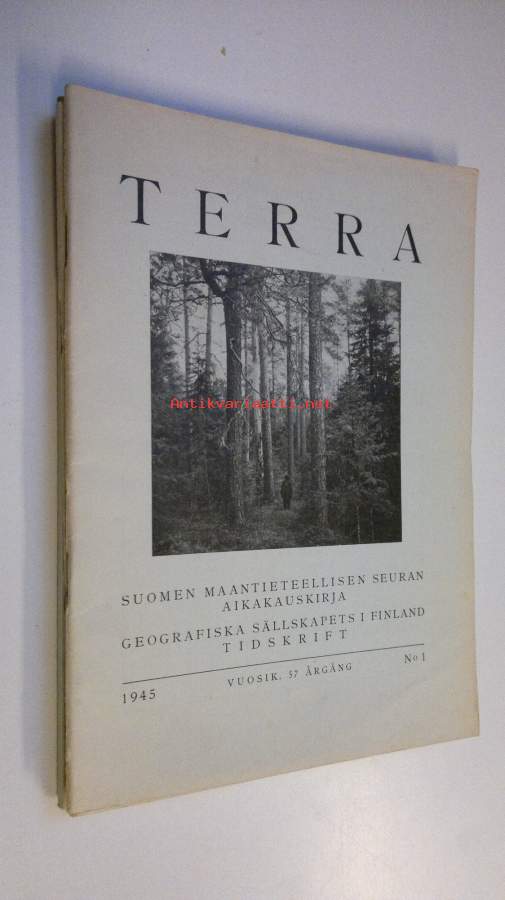 TERRA
Antikvariaatti.net
SUOMEN MAANTIETEELLISEN SEURAN
AIKAKAUSKIRJA
GEOGRAFISKA SÄLLSKAPETS I FINLAND
TIDSKRIFT
1945 VUOSIK. 57 ÅRGÅNG No 1